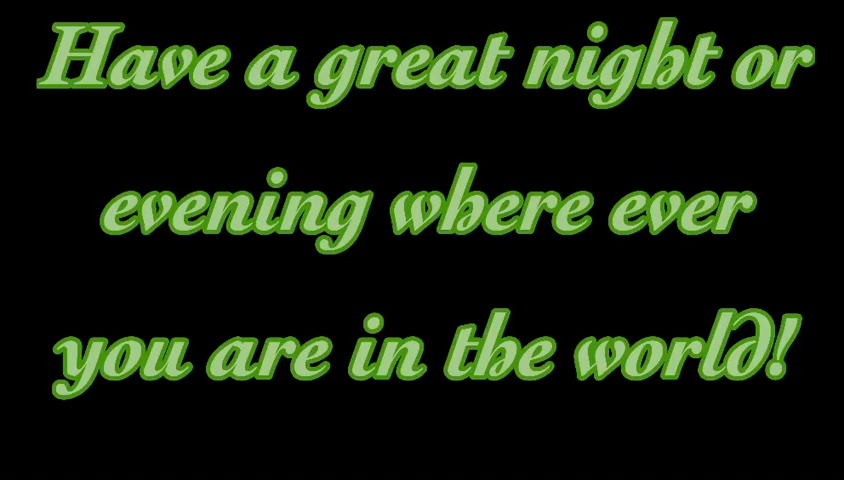 Have a great night or
evening where ever
you are in the world!